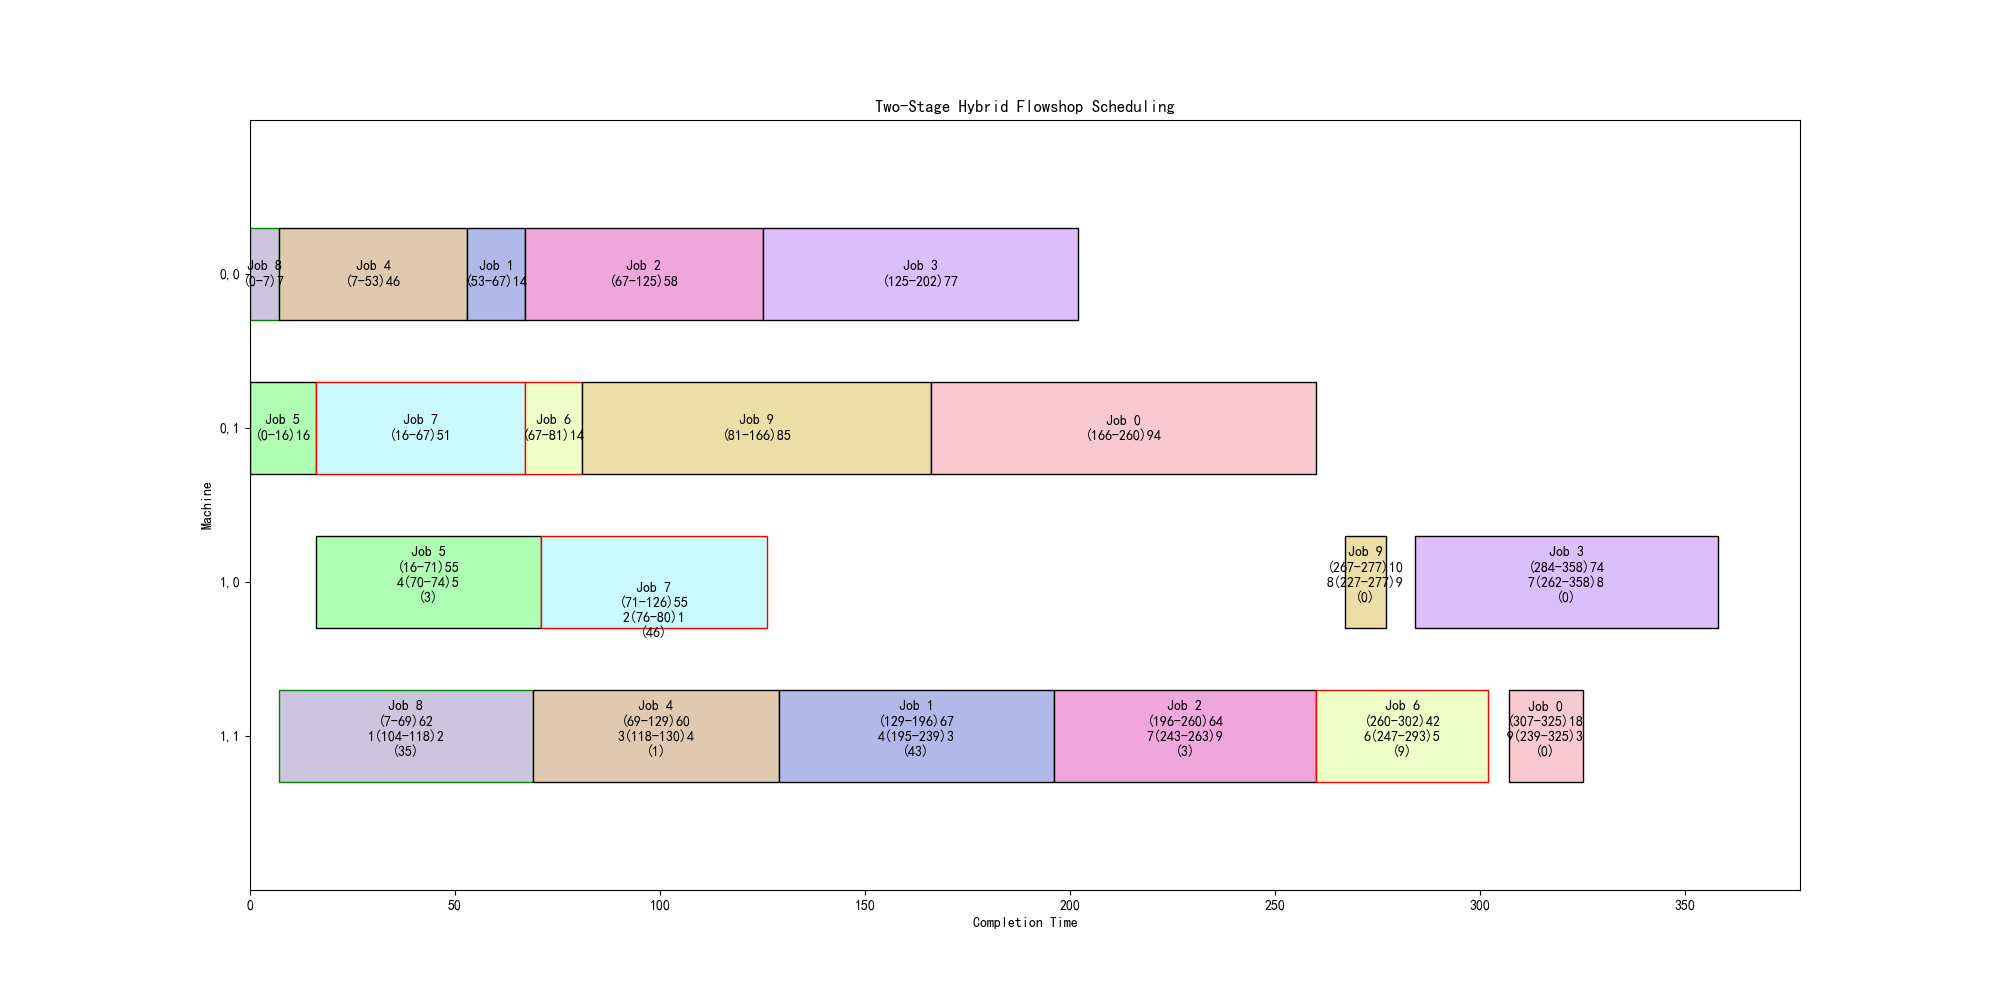 Two-Stage Hybrid Flowshop Scheduling
0,0
Job 8
(0-7)7
Job 4
(7-53)46
Job 1
(53-67)14
Job 2
(67-125)58
Job 3
(125-202)77
0,1
Job 5
(0-16)16
Job 7
(16-67)51
Job 6
(67-81)14
Job 9
(81-166)85
Job 0
(166-260)94
Machine
1,0
Job 5
(16-71)55
4(70-74)5
(3)
Job 7
(71-126)55
2(76-80)1
(46)
Job 9
(267-277)10
8(227-277)9
(0)
Job 3
(284-358)74
7(262-358)8
(0)
1,1
Job 8
(7-69)62
1(104-118)2
(35)
Job 4
(69-129)60
3(118-130)4
(1)
Job 1
(129-196)67
4(195-239)3
(43)
Job 2
(196-260)64
7(243-263)9
(3)
Job 6
(260-302)42
6(247-293)5
(9)
Job 0
(307-325)18
9(239-325)3
(0)
0 50 100 150 200 250 300 350
Completion Time